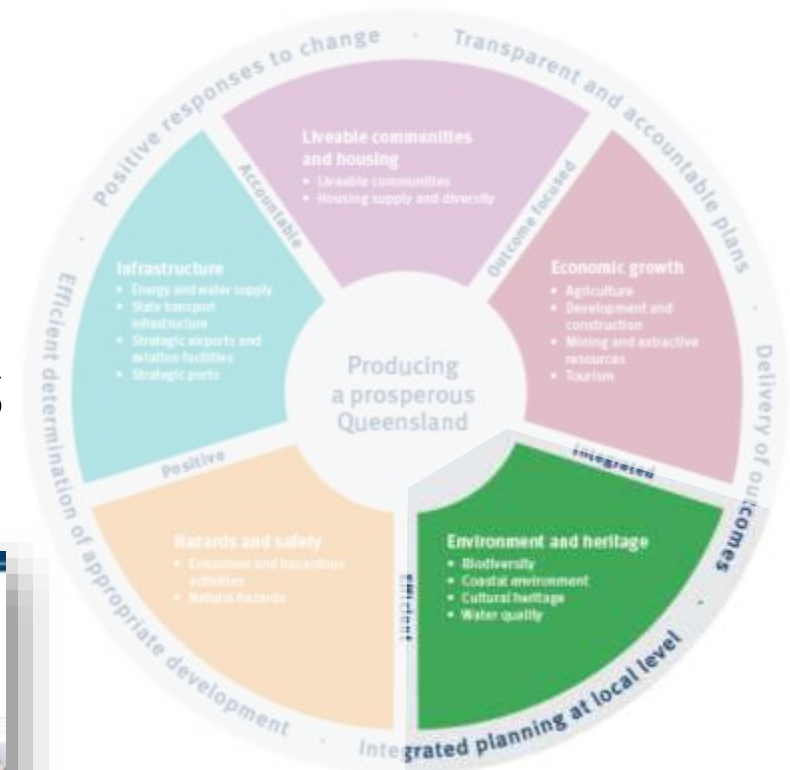 Positive responses to change
Transparent and accountable plans
Delivery of outcomes
Integrated planning at local level
Efficient determination of appropriate development
Liveable communities
and housing
• Liveable communities
• Housing supply and diversity
Accountable
Outcome focused
Infrastructure
• Energy and water supply
• State transport
infrastructure
• Strategic airports and
aviation facilities
• Strategic ports
Economic growth
• Agriculture
• Development and
construction
• Mining and extractive
resources
• Tourism
Producing
a prosperous
Queensland
Positive
Integrated
Hazards and safety
• Emissions and hazardous
activities
• Natural hazards
Efficient
Environment and heritage
• Biodiversity
• Coastal environment
• Cultural heritage
• Water quality